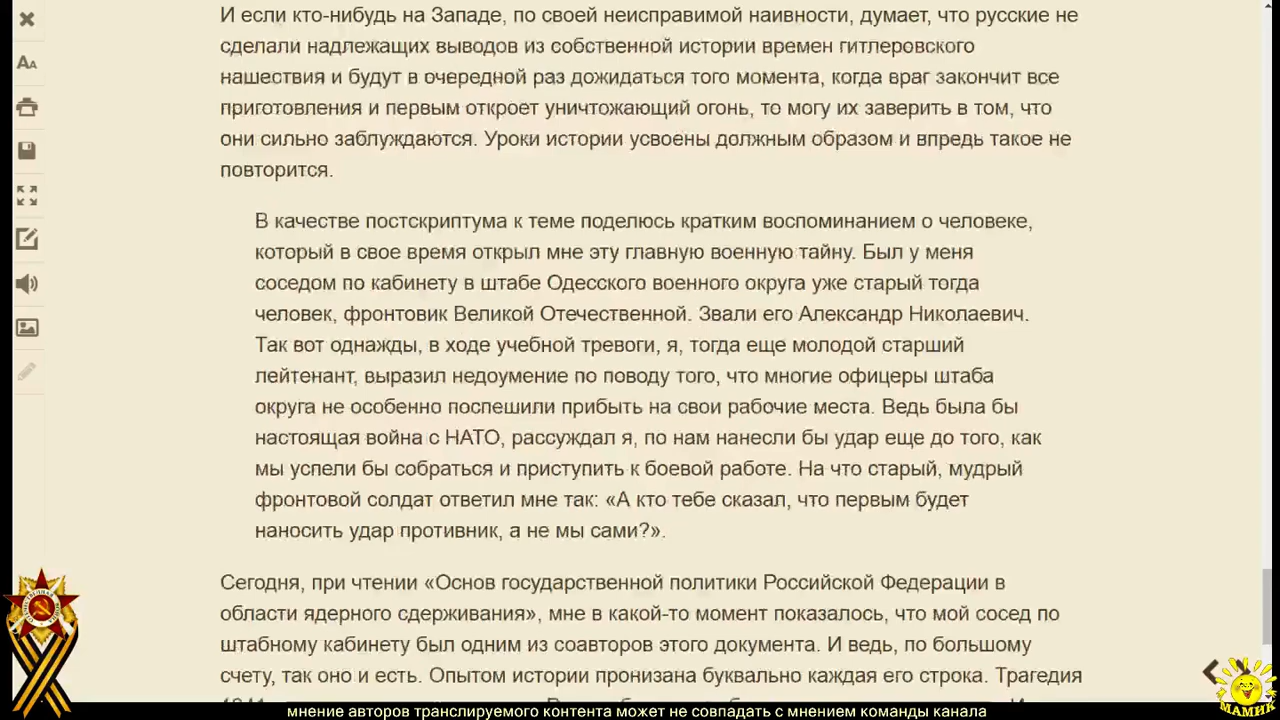 И если кто-нибудь на Западе, по своей неисправимой наивности, думает, что русские не
сделали надлежащих выводов из собственной истории времен гитлеровского
нашествия и будут в очередной раз дожидаться того момента, когда враг закончит все
приготовления и первым откроет уничтожающий огонь, то могу их заверить в том, что
они сильно заблуждаются. Уроки истории усвоены должным образом и впредь такое не
повторится.
В качестве постскриптума к теме поделюсь кратким воспоминанием о человеке,
который в свое время открыл мне эту главную военную тайну. Был у меня
соседом по кабинету в штабе Одесского военного округа уже старый тогда
человек, фронтовик Великой Отечественной. Звали его Александр Николаевич.
Так вот однажды, в ходе учебной тревоги, я, тогда еще молодой старший
лейтенант, выразил недоумение по поводу того, что многие офицеры штаба
округа не особенно поспешили прибыть на свои рабочие места. Ведь была бы
настоящая война с НАТО, рассуждал я, по нам нанесли бы удар еще до того, как
мы успели бы собраться и приступить к боевой работе. На что старый, мудрый
фронтовой солдат ответил мне так: «А кто тебе сказал, что первым будет
наносить удар противник, а не мы сами?».
Сегодня, при чтении «Основ государственной политики Российской Федерации в
области ядерного сдерживания», мне в какой-то момент показалось, что мой сосед по
штабному кабинету был одним из соавторов этого документа. И ведь, по большому
счету, так оно и есть. Опытом истории пронизана буквально каждая его строка. Трагедия
мнение авторов транслируемого контента может не совпадать с мнением команды канала
МАМИК